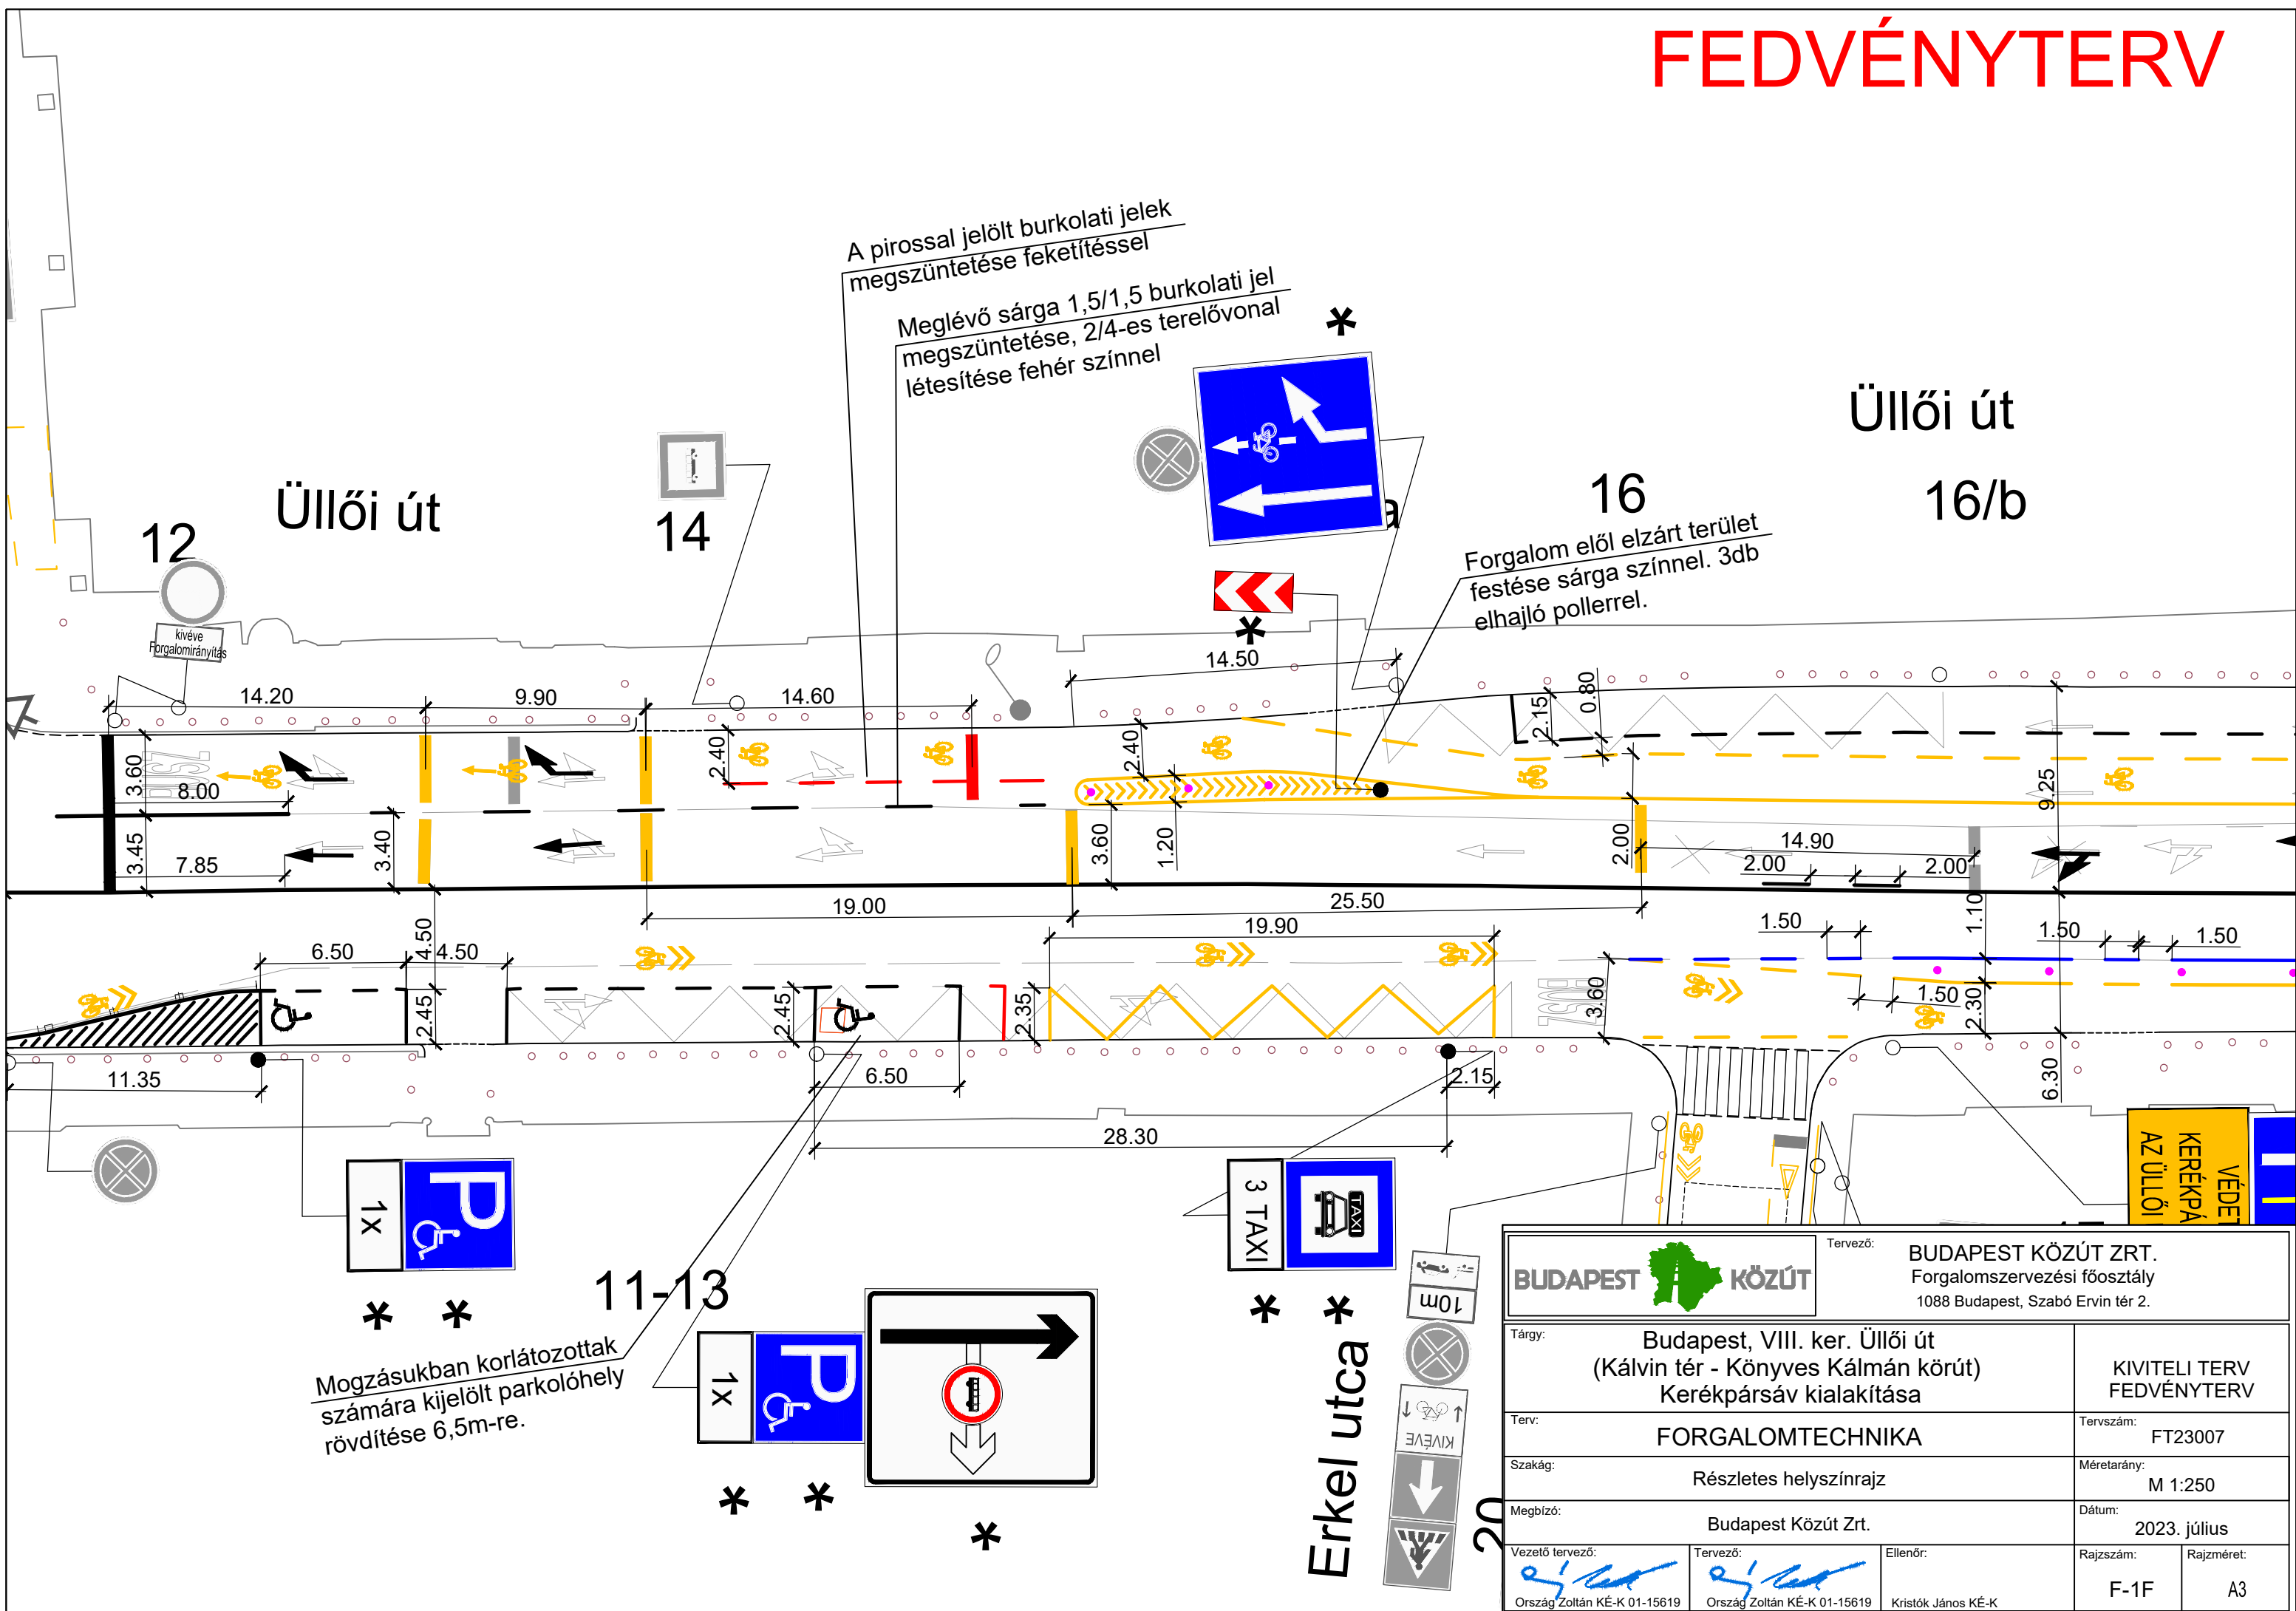 FEDVÉNYTERV
A pirossal jelölt burkolati jelek
megszüntetése feketítéssel
Meglévő sárga 1,5/1,5 burkolati jel
megszüntetése, 2/4-es terelővonal
létesítése fehér színnel
*
Üllői út
Üllői út
12
14
16
16/b
a
Forgalom elől elzárt terület
festése sárga színnel. 3db
elhajló pollerrel.
kivéve
Forgalomirányítás
*
14.20
9.90
14.60
14.50
2.15
0.80
3.60
8.00
2.40
2.40
9.25
3.45
7.85
3.40
3.60
1.20
2.00
14.90
2.00
2.00
BUSZ
19.00
25.50
6.50
4.50
4.50
19.90
1.50
1.10
1.50
1.50
2.45
2.45
2.35
BUSZ
3.60
1.50
2.30
11.35
6.50
2.15
6.30
28.30
1x
P
3 TAXI
TAXI
VÉDET
KERÉKPÁ
AZ ÜLLŐI
10m
* *
11-13
* *
Mogzásukban korlátozottak
számára kijelölt parkolóhely
rövdítése 6,5m-re.
1x
P
* *
*
Erkel utca
KIVÉVE
20
BUDAPEST KÖZÚT
Tervező:
BUDAPEST KÖZÚT ZRT.
Forgalomszervezési főosztály
1088 Budapest, Szabó Ervin tér 2.
Tárgy:
Budapest, VIII. ker. Üllői út
(Kálvin tér - Könyves Kálmán körút)
Kerékpársáv kialakítása
KIVITELI TERV
FEDVÉNYTERV
Terv:
FORGALOMTECHNIKA
Tervszám:
FT23007
Szakág:
Részletes helyszínrajz
Méretarány:
M 1:250
Megbízó:
Budapest Közút Zrt.
Dátum:
2023. július
Vezető tervező:
Ország Zoltán KÉ-K 01-15619
Tervező:
Ország Zoltán KÉ-K 01-15619
Ellenőr:
Kristók János KÉ-K
Rajzszám:
F-1F
Rajzméret:
A3